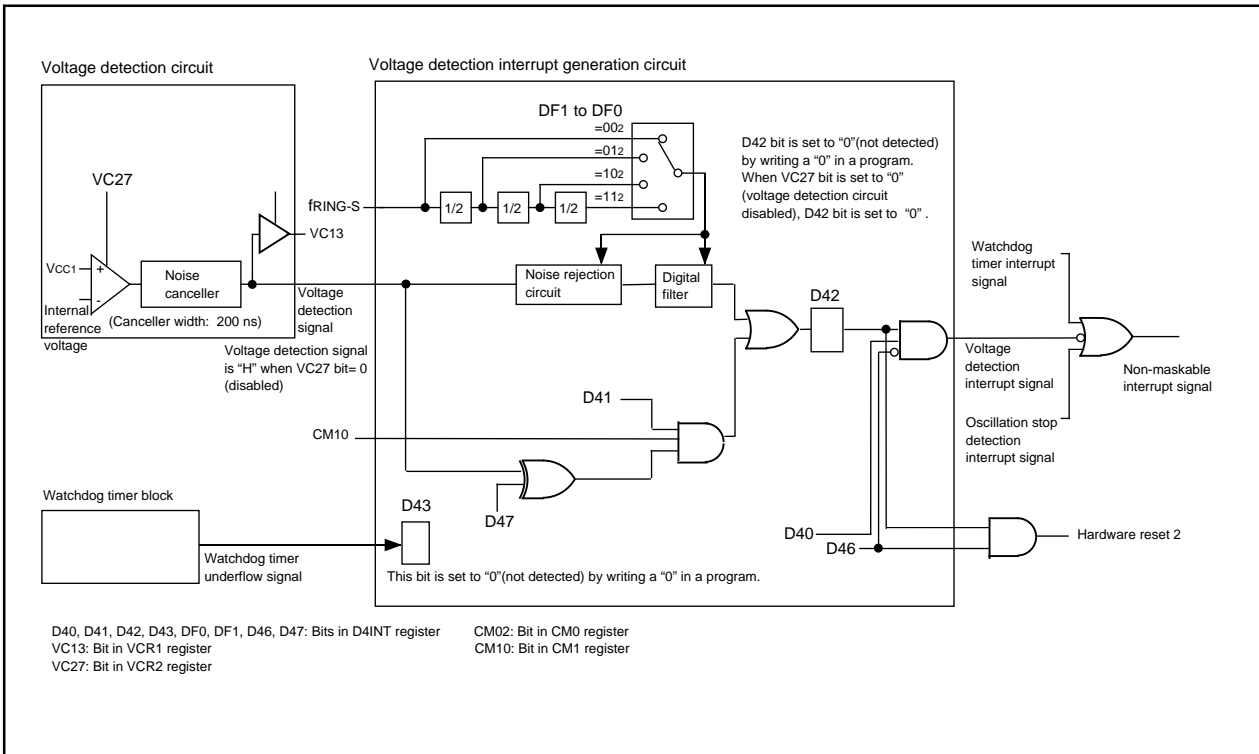 Voltage detection circuit
VC27
VCC1
+
-
Internal
reference
voltage
Noise
canceller
(Canceller width: 200 ns)
VC13
Voltage
detection
signal
Voltage detection signal
is “H” when VC27 bit= 0
(disabled)
Voltage detection interrupt generation circuit
DF1 to DF0
=002
=012
=102
=112
fRING-S
1/2
1/2
1/2
D42 bit is set to “0”(not detected)
by writing a “0” in a program.
When VC27 bit is set to “0”
(voltage detection circuit
disabled), D42 bit is set to “0” .
Noise rejection
circuit
Digital
filter
D42
Watchdog
timer interrupt
signal
Voltage
detection
interrupt signal
Non-maskable
interrupt signal
Oscillation stop
detection
interrupt signal
D41
CM10
D47
D40
D46
Hardware reset 2
Watchdog timer block
Watchdog timer
underflow signal
D43
This bit is set to “0”(not detected) by writing a “0” in a program.
D40, D41, D42, D43, DF0, DF1, D46, D47: Bits in D4INT register
VC13: Bit in VCR1 register
VC27: Bit in VCR2 register
CM02: Bit in CM0 register
CM10: Bit in CM1 register